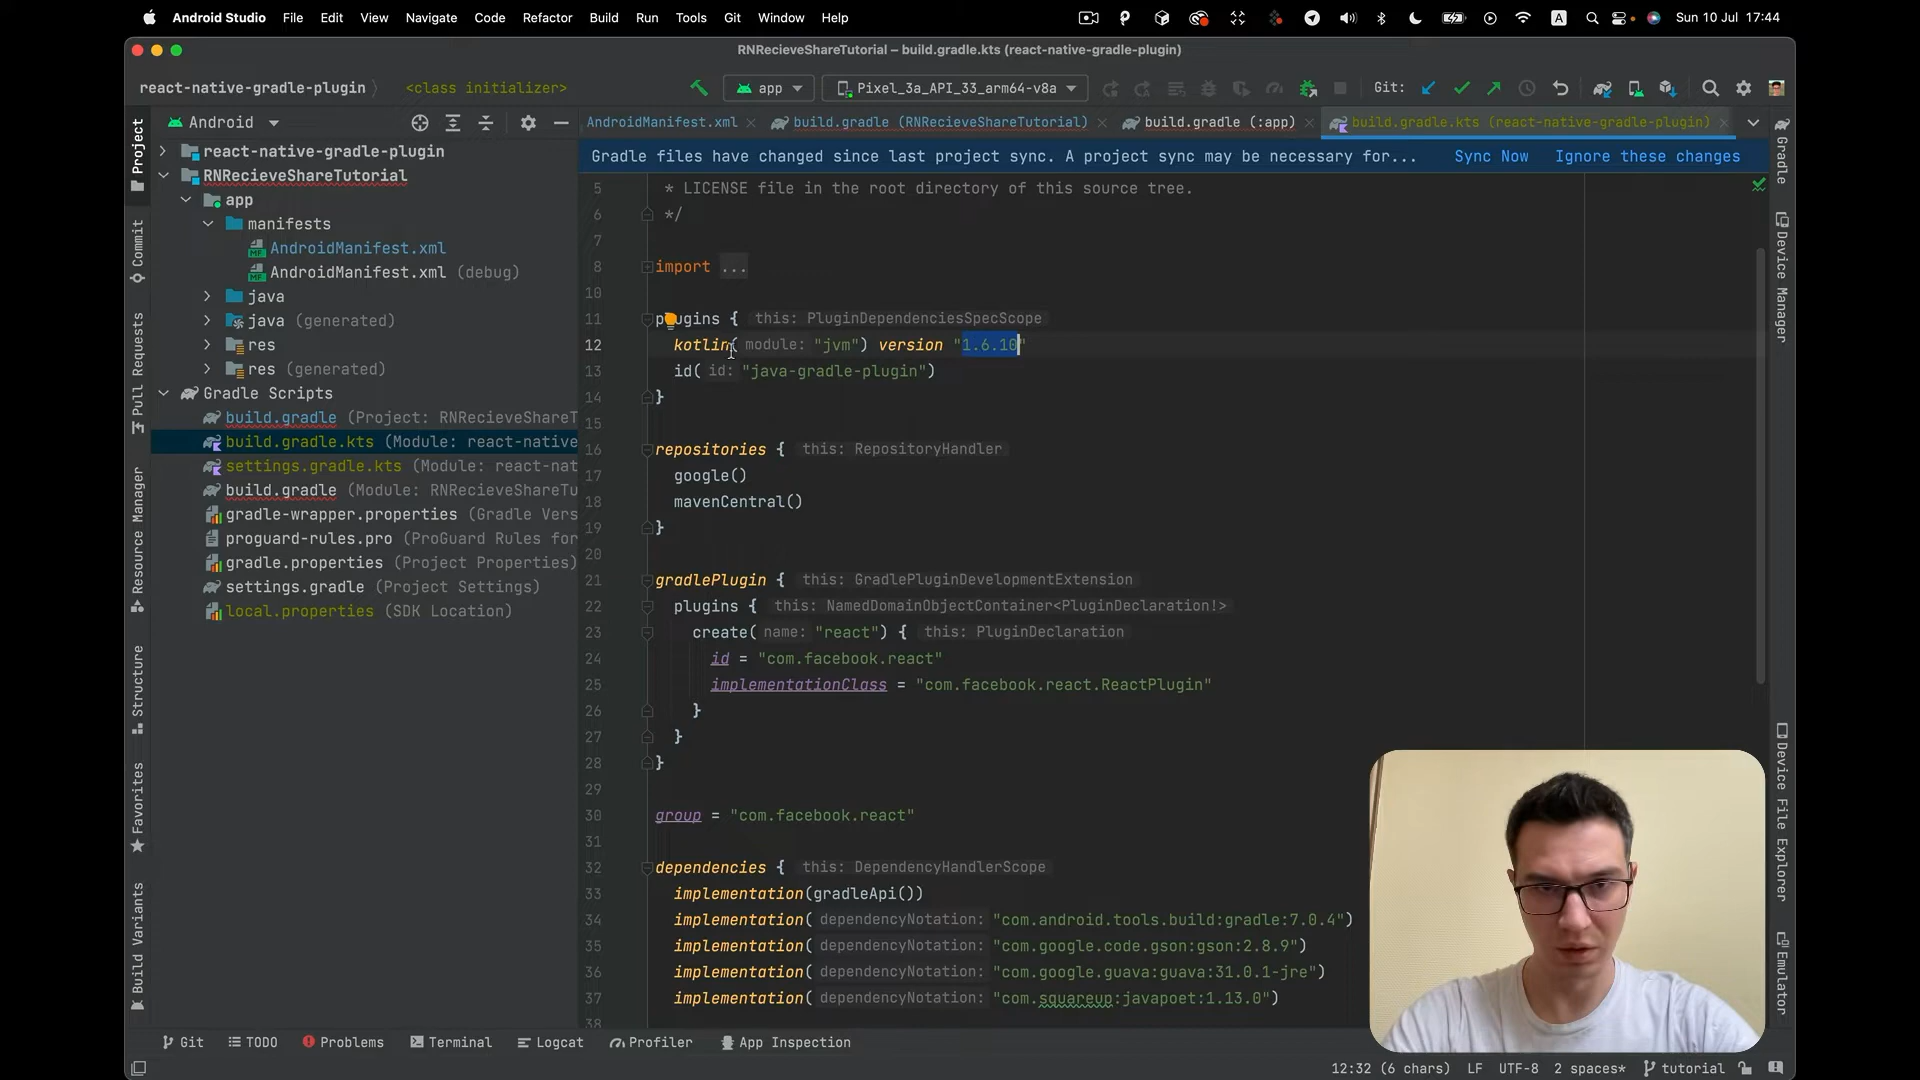 Android Studio File Edit View Navigate Code Refactor Build Run Tools Git Window Help A Sun 10 Jul 17:44
RNRecieveShareTutorial – build.gradle.kts (react-native-gradle-plugin)
react-native-gradle-plugin <class initializer> app Pixel_3a_API_33_arm64-v8a Git:
Project
Commit
Pull Requests
Resource Manager
Structure
Favorites
Build Variants
Android
react-native-gradle-plugin
RNRecieveShareTutorial
app
manifests
AndroidManifest.xml
AndroidManifest.xml (debug)
java
java (generated)
res
res (generated)
Gradle Scripts
build.gradle (Project: RNRecieveShareT
build.gradle.kts (Module: react-native
settings.gradle.kts (Module: react-nat
build.gradle (Module: RNRecieveShareTu
gradle-wrapper.properties (Gradle Vers
proguard-rules.pro (ProGuard Rules for
gradle.properties (Project Properties)
settings.gradle (Project Settings)
local.properties (SDK Location)
AndroidManifest.xml build.gradle (RNRecieveShareTutorial) build.gradle (:app) build.gradle.kts (react-native-gradle-plugin)
Gradle files have changed since last project sync. A project sync may be necessary for... Sync Now Ignore these changes
5 * LICENSE file in the root directory of this source tree.
6 */
7
8 import ...
10
11 plugins { this: PluginDependenciesSpecScope
12 kotlin( module: "jvm") version "1.6.10"
13 id( id: "java-gradle-plugin")
14 }
15
16 repositories { this: RepositoryHandler
17 google()
18 mavenCentral()
19 }
20
21 gradlePlugin { this: GradlePluginDevelopmentExtension
22 plugins { this: NamedDomainObjectContainer<PluginDeclaration!>
23 create( name: "react") { this: PluginDeclaration
24 id = "com.facebook.react"
25 implementationClass = "com.facebook.react.ReactPlugin"
26 }
27 }
28 }
29
30 group = "com.facebook.react"
31
32 dependencies { this: DependencyHandlerScope
33 implementation(gradleApi())
34 implementation( dependencyNotation: "com.android.tools.build:gradle:7.0.4")
35 implementation( dependencyNotation: "com.google.code.gson:gson:2.8.9")
36 implementation( dependencyNotation: "com.google.guava:guava:31.0.1-jre")
37 implementation( dependencyNotation: "com.squareup:javapoet:1.13.0")
38
Gradle
Device Manager
Device File Explorer
Emulator
Git TODO Problems Terminal Logcat Profiler App Inspection
12:32 (6 chars) LF UTF-8 2 spaces* tutorial